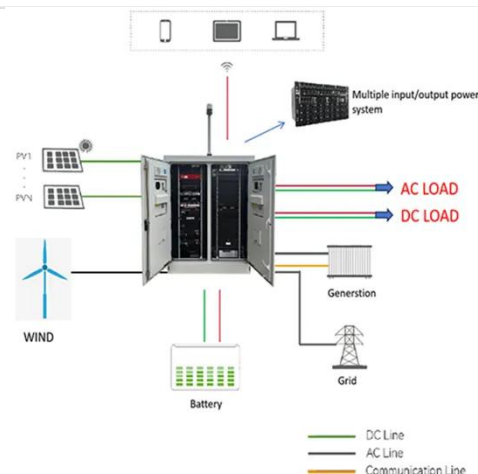 Multiple input/output power
system
PV1
PVN
AC LOAD
DC LOAD
WIND
Generstion
Grid
Battery
DC Line
AC Line
Communication Line